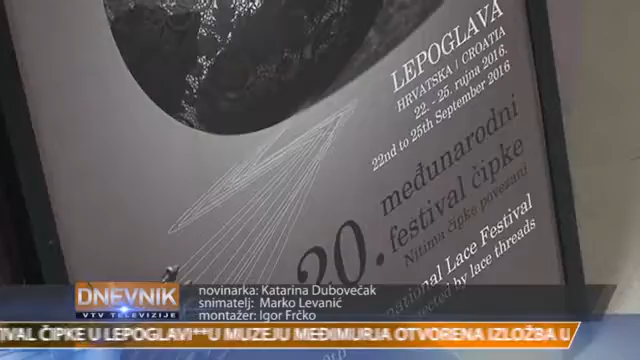 LEPOGLAVA
HRVATSKA | CROATIA
22. - 25. rujna 2016.
22nd to 25th September 2016
20. međunarodni
festival čipke
Nitima čipke povezani
national Lace Festival
ected by lace threads
DNEVNIK
VTV TELEVIZIJE
novinarka: Katarina Dubovečak
snimatelj: Marko Levanić
montažer: Igor Frčko
TIVAL ČIPKE U LEPOGLAVI**U MUZEJU MEĐIMURJA OTVORENA IZLOŽBA U